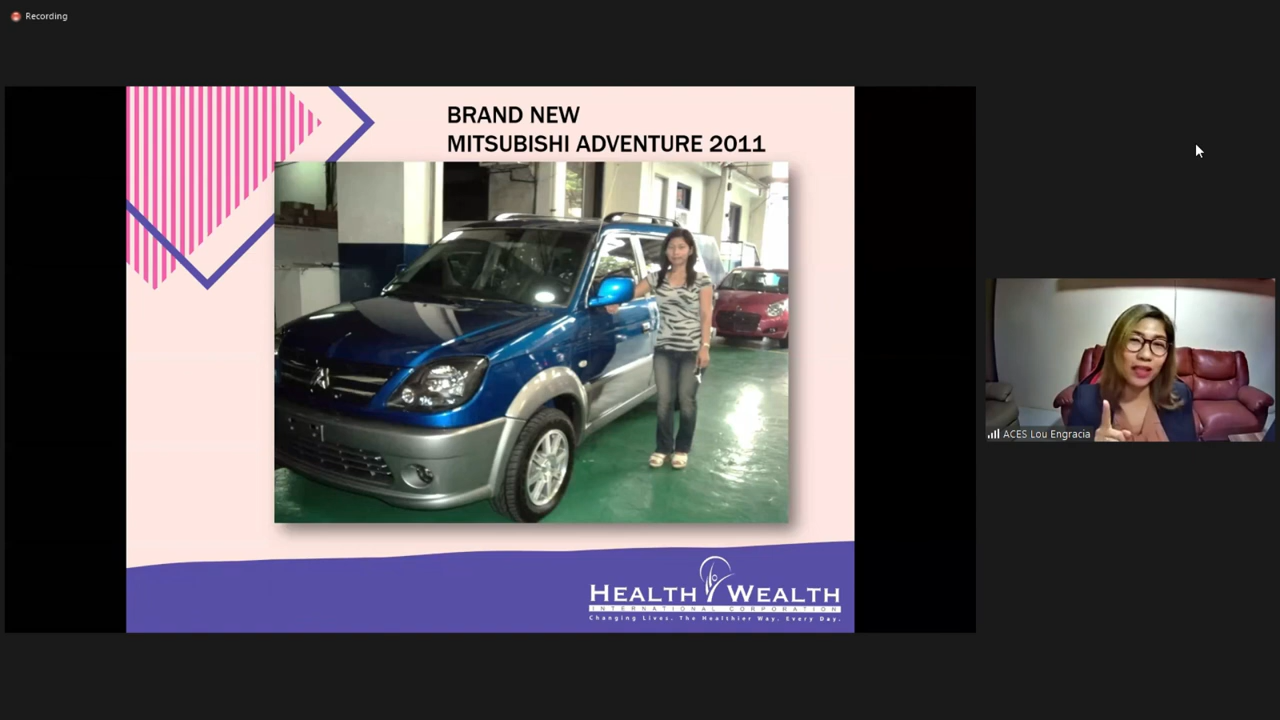 Recording
BRAND NEW
MITSUBISHI ADVENTURE 2011
HEALTH WEALTH
INTERNATIONAL CORPORATION
Changing Lives. The Healthier Way. Every Day.
ACES Lou Engracia